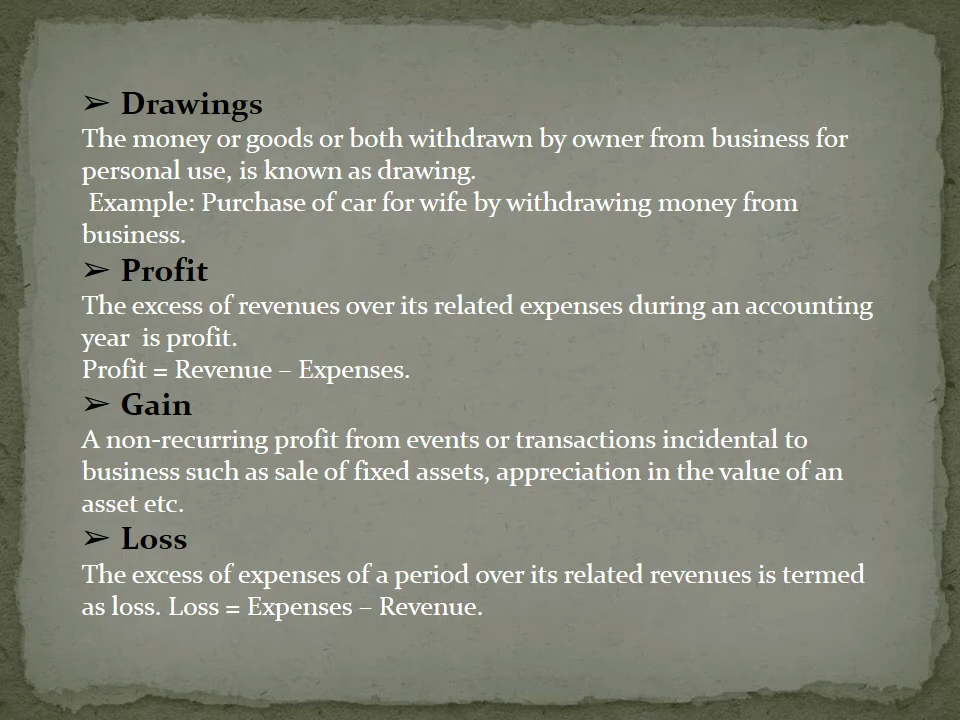 ➢ Drawings
The money or goods or both withdrawn by owner from business for
personal use, is known as drawing.
Example: Purchase of car for wife by withdrawing money from
business.
➢ Profit
The excess of revenues over its related expenses during an accounting
year  is profit.
Profit = Revenue – Expenses.
➢ Gain
A non-recurring profit from events or transactions incidental to
business such as sale of fixed assets, appreciation in the value of an
asset etc.
➢ Loss
The excess of expenses of a period over its related revenues is termed
as loss. Loss = Expenses – Revenue.